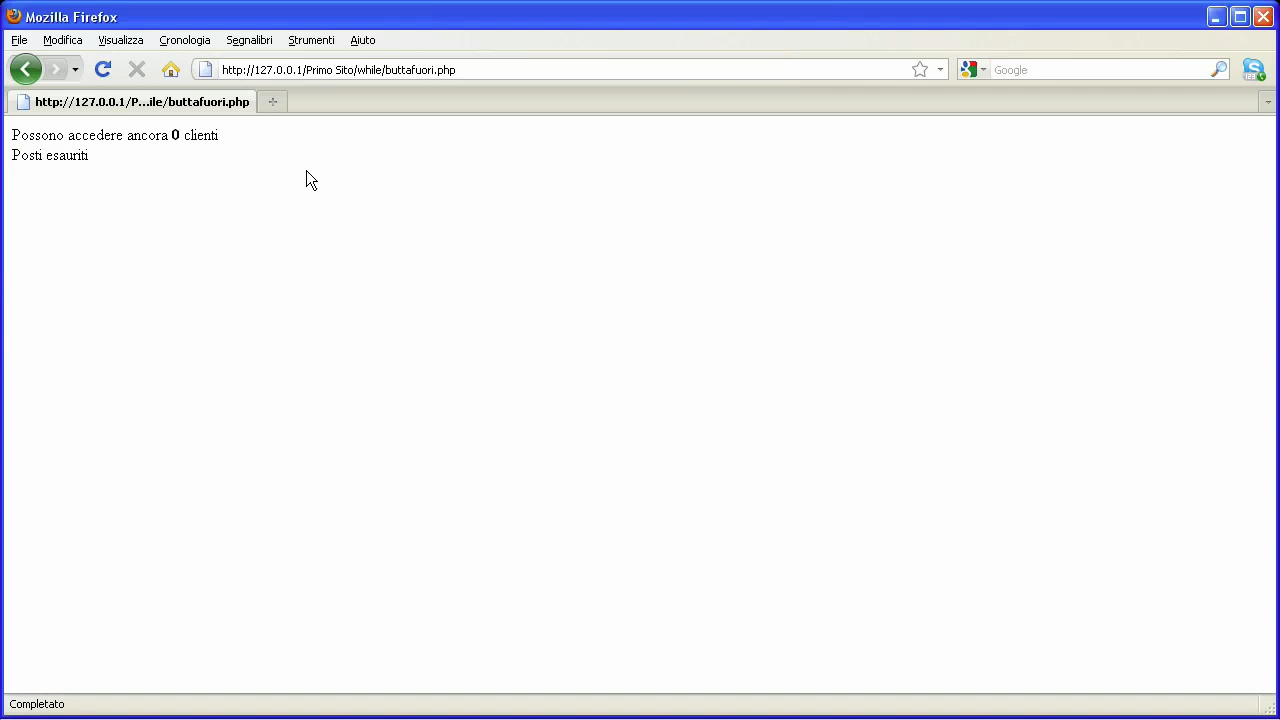 Mozilla Firefox
File Modifica Visualizza Cronologia Segnalibri Strumenti Aiuto
http://127.0.0.1/Primo Sito/while/buttafuori.php
Google
http://127.0.0.1/P...ile/buttafuori.php
Possono accedere ancora 0 clienti
Posti esauriti
Completato